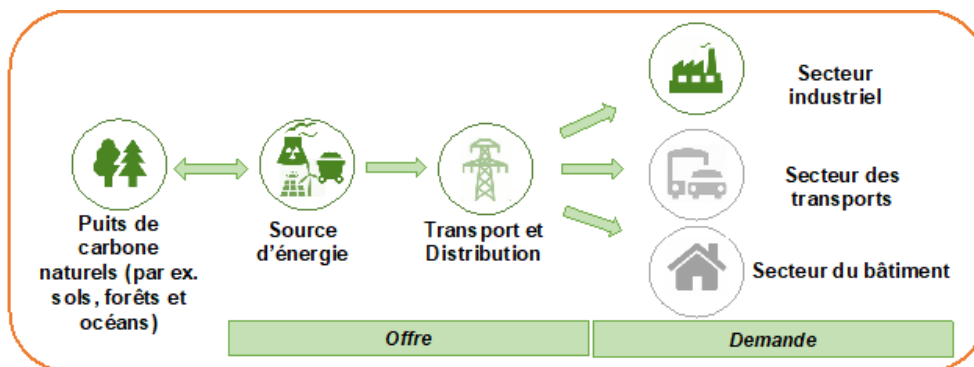 Secteur
industriel
Puits de
carbone
naturels (par ex.
sols, forêts et
océans)
Source
d'énergie
Transport et
Distribution
Secteur des
transports
Secteur du bâtiment
Offre
Demande